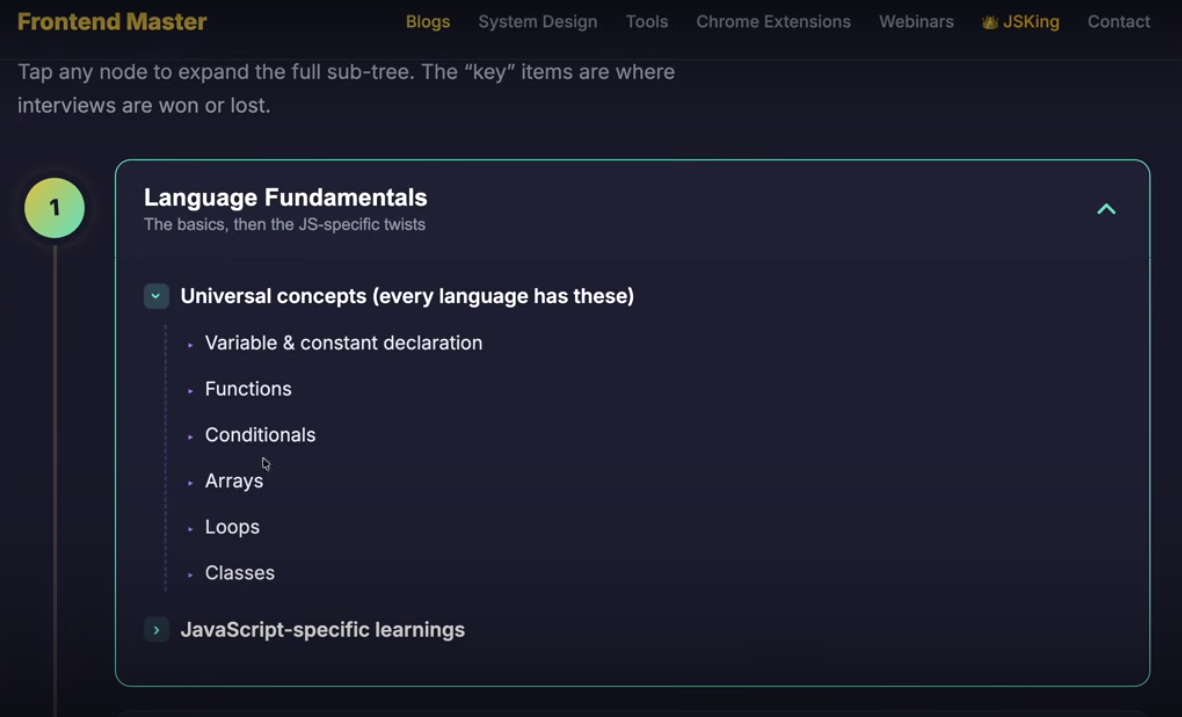 Frontend Master
Blogs System Design Tools Chrome Extensions Webinars JSKing Contact
Tap any node to expand the full sub-tree. The “key” items are where
interviews are won or lost.
1
Language Fundamentals
The basics, then the JS-specific twists
Universal concepts (every language has these)
Variable & constant declaration
Functions
Conditionals
Arrays
Loops
Classes
JavaScript-specific learnings